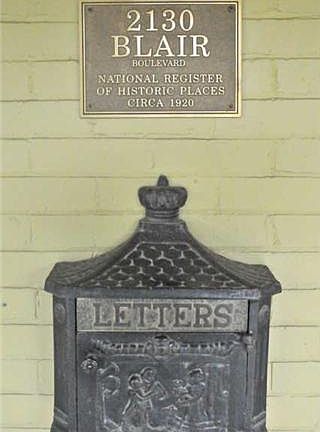 2130
BLAIR
BOULEVARD
NATIONAL REGISTER
OF HISTORIC PLACES
CIRCA 1920
LETTERS